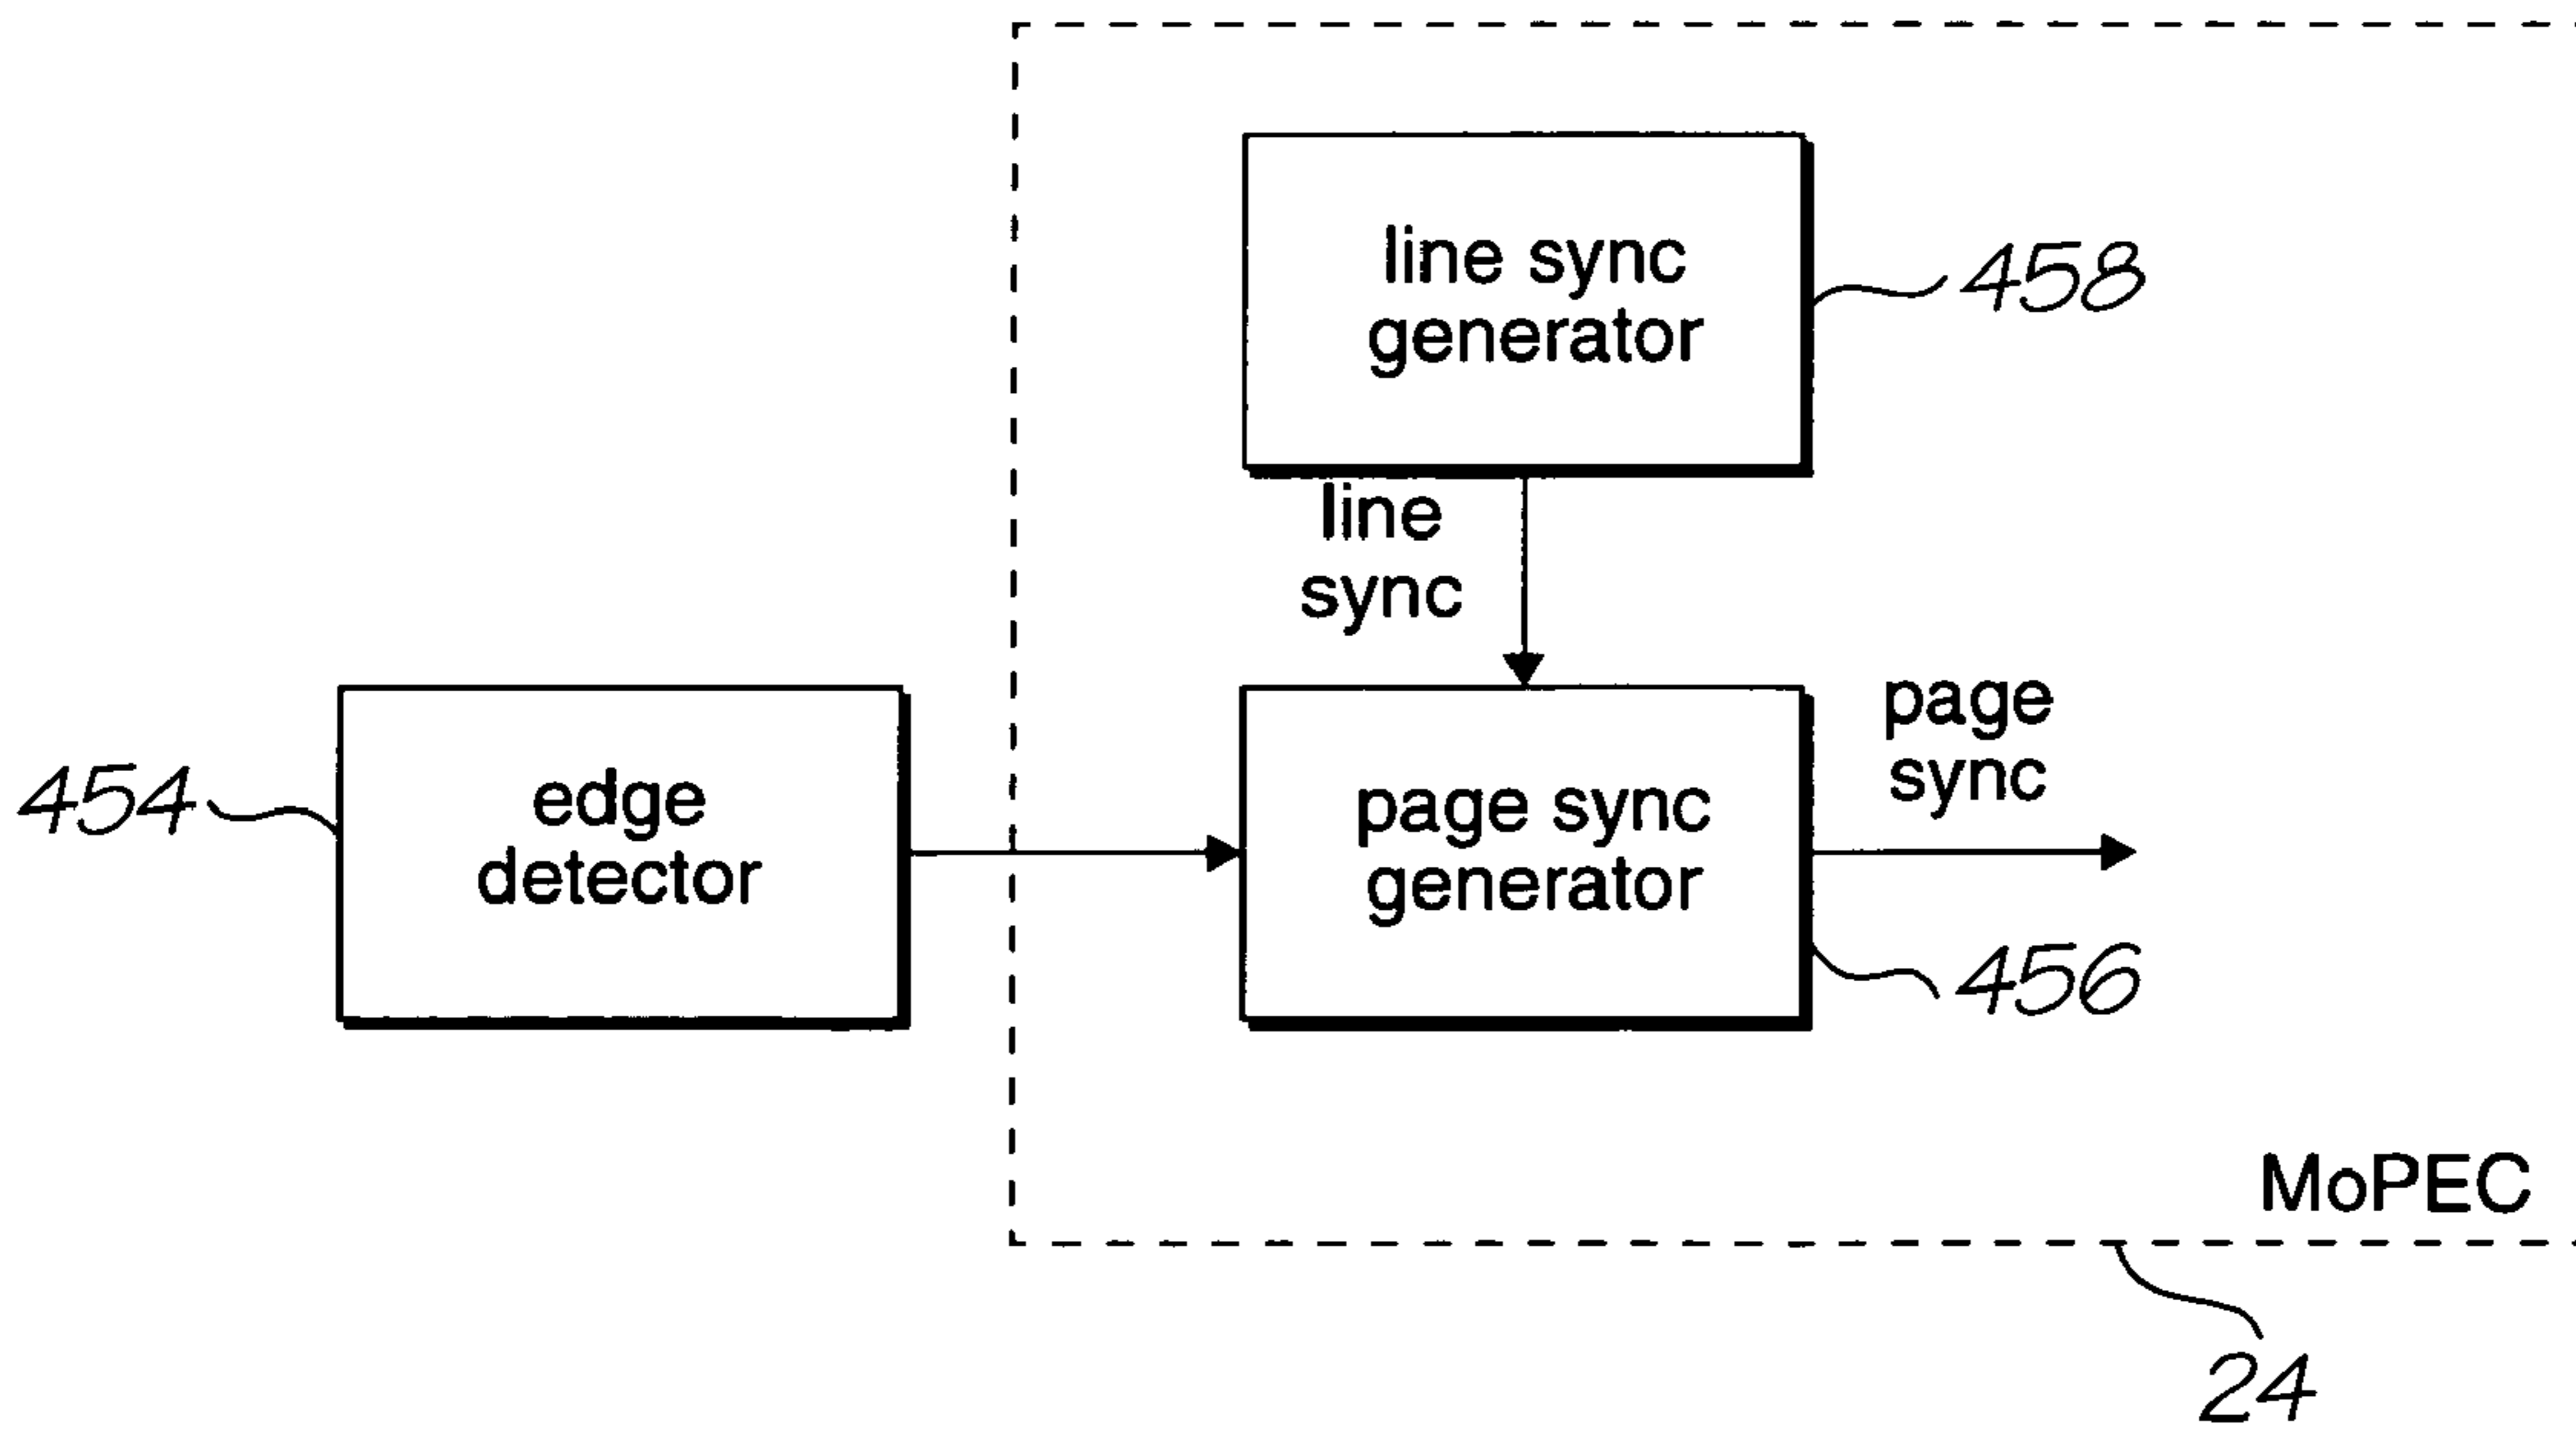 line sync
generator
458
line
sync
page
sync
454
edge
detector
page sync
generator
456
MoPEC
24